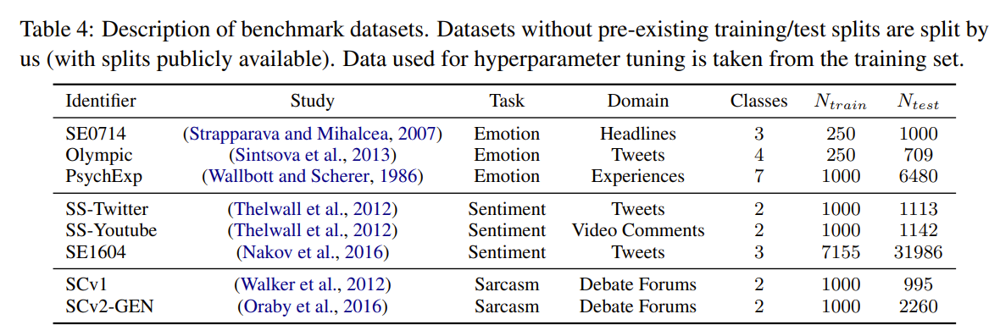 Table 4: Description of benchmark datasets. Datasets without pre-existing training/test splits are split by
us (with splits publicly available). Data used for hyperparameter tuning is taken from the training set.
Identifier Study Task Domain Classes N_train N_test
SE0714 (Strapparava and Mihalcea, 2007) Emotion Headlines 3 250 1000
Olympic (Sintsova et al., 2013) Emotion Tweets 4 250 709
PsychExp (Wallbott and Scherer, 1986) Emotion Experiences 7 1000 6480
SS-Twitter (Thelwall et al., 2012) Sentiment Tweets 2 1000 1113
SS-Youtube (Thelwall et al., 2012) Sentiment Video Comments 2 1000 1142
SE1604 (Nakov et al., 2016) Sentiment Tweets 3 7155 31986
SCv1 (Walker et al., 2012) Sarcasm Debate Forums 2 1000 995
SCv2-GEN (Oraby et al., 2016) Sarcasm Debate Forums 2 1000 2260